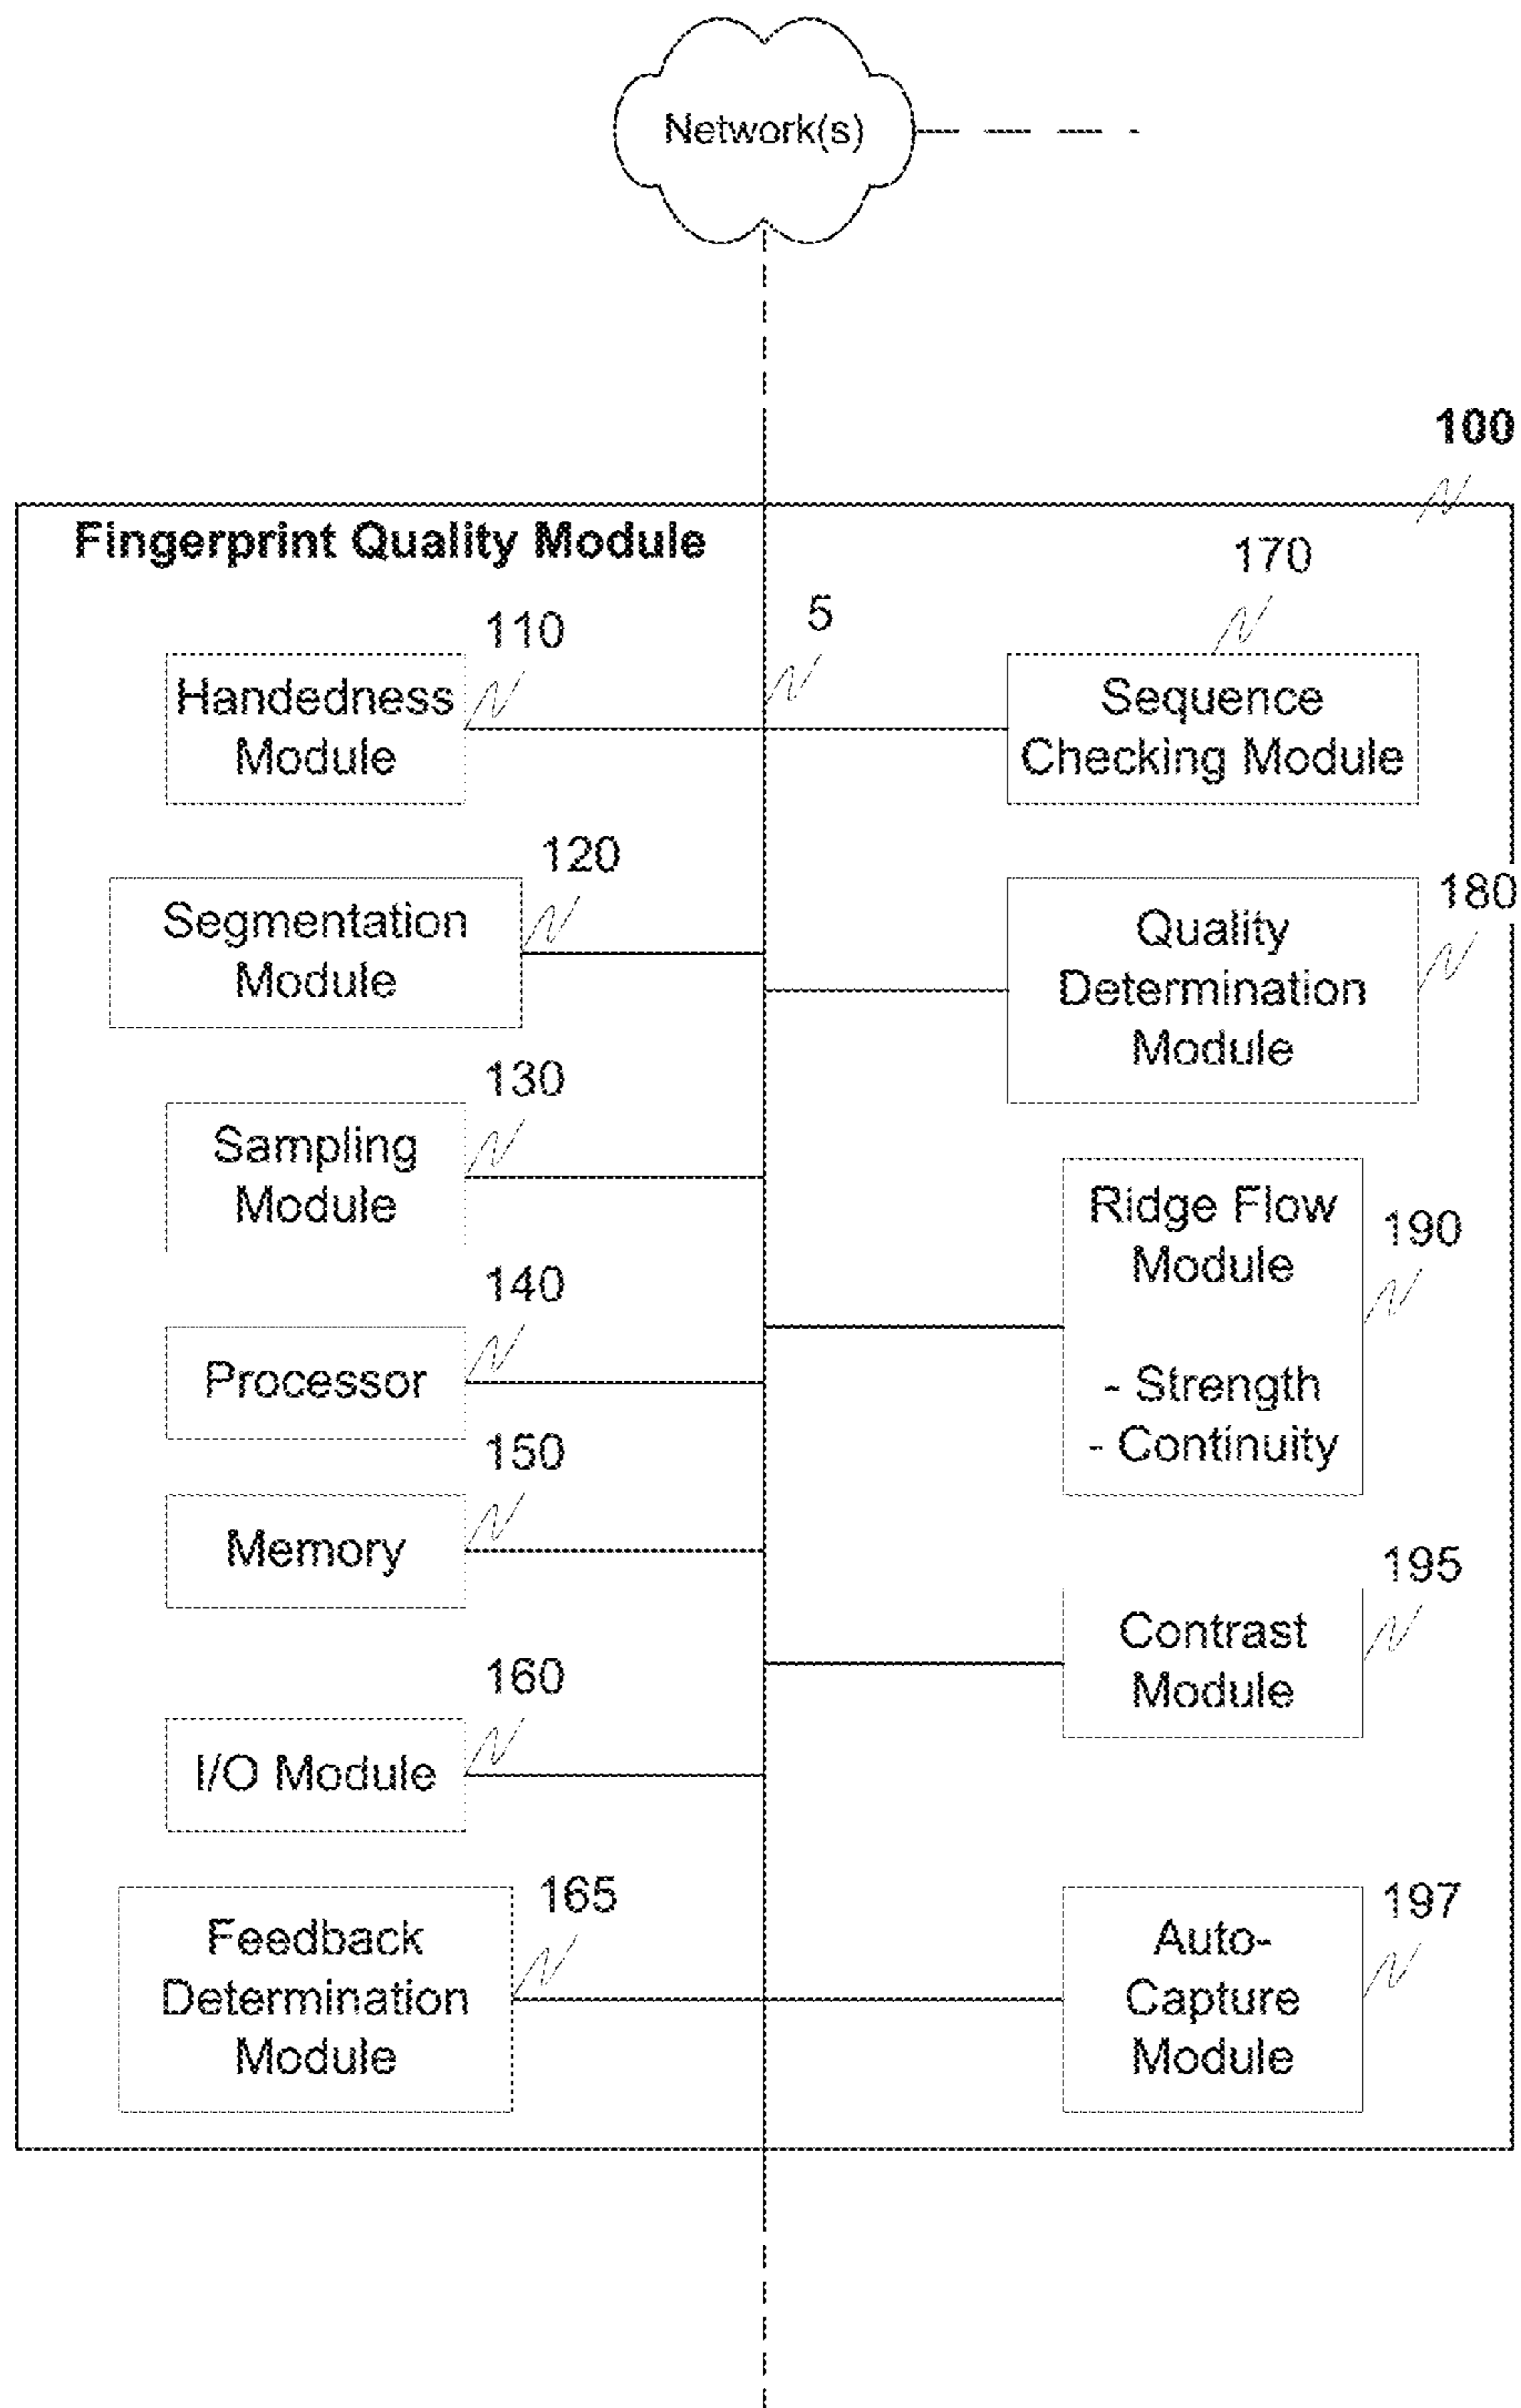 Network(s)
100
Fingerprint Quality Module
110
Handedness
Module
5
170
Sequence
Checking Module
120
Segmentation
Module
180
Quality
Determination
Module
130
Sampling
Module
190
Ridge Flow
Module
- Strength
- Continuity
140
Processor
150
Memory
195
Contrast
Module
160
I/O Module
165
Feedback
Determination
Module
197
Auto-
Capture
Module